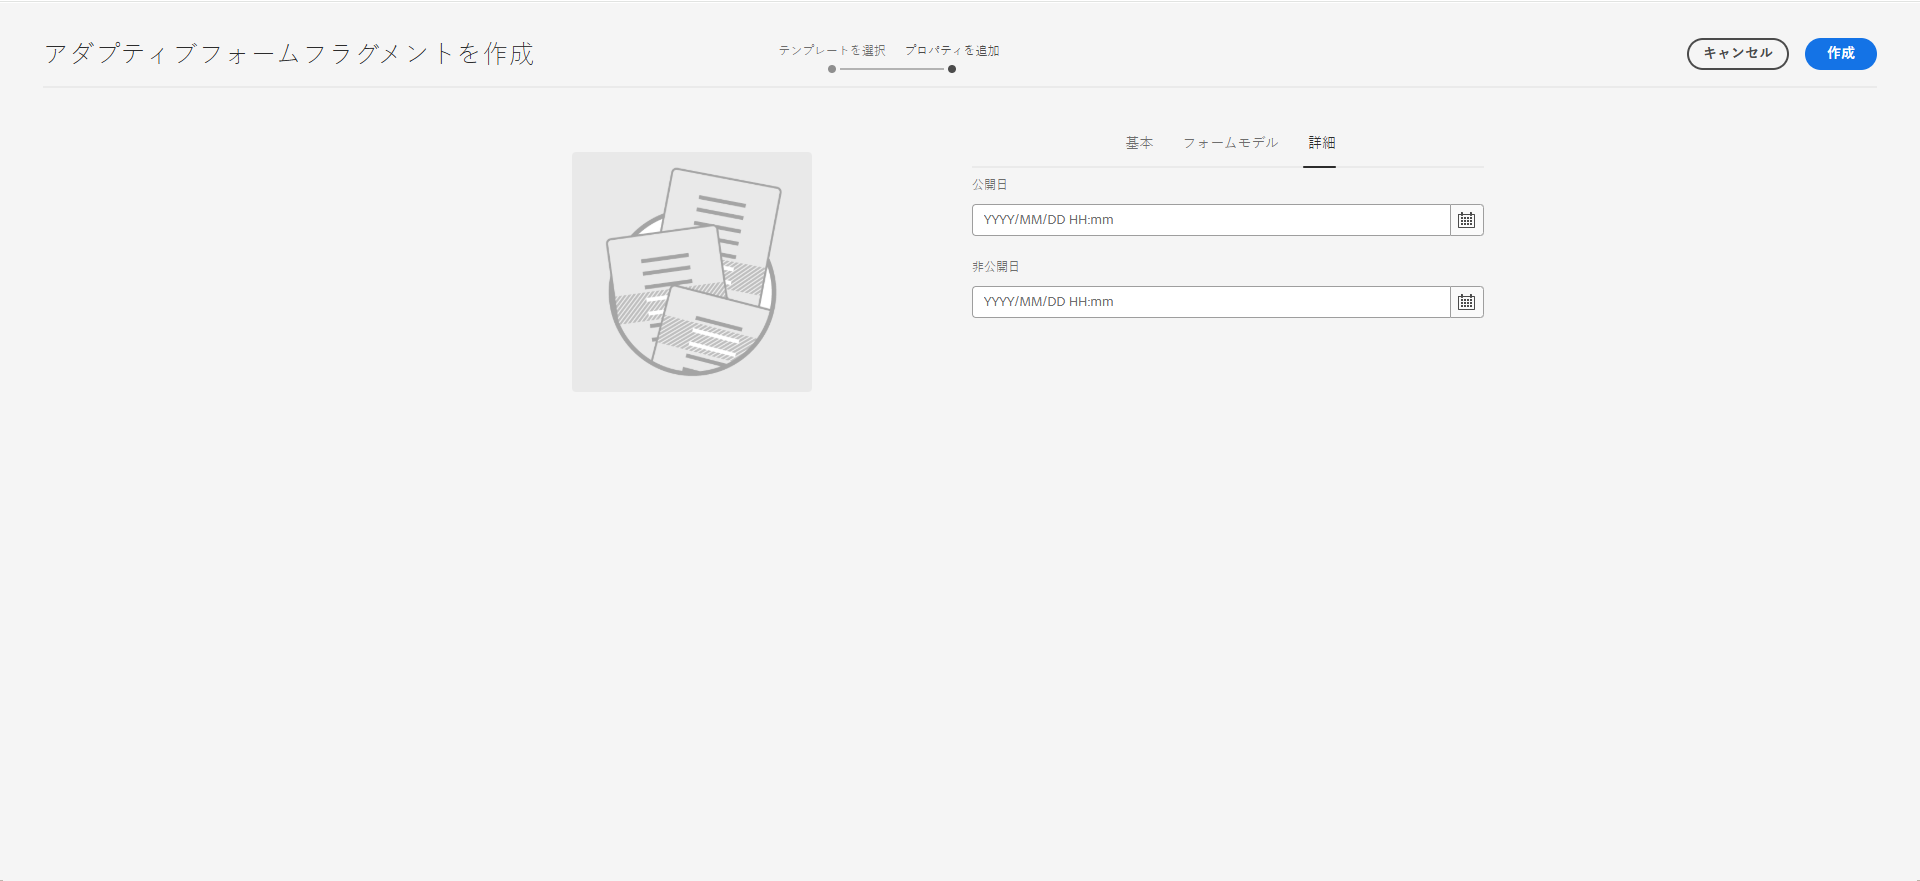 アダプティブフォームフラグメントを作成
テンプレートを選択 プロパティを追加
キャンセル 作成
基本 フォームモデル 詳細
公開日
YYYY/MM/DD HH:mm
非公開日
YYYY/MM/DD HH:mm